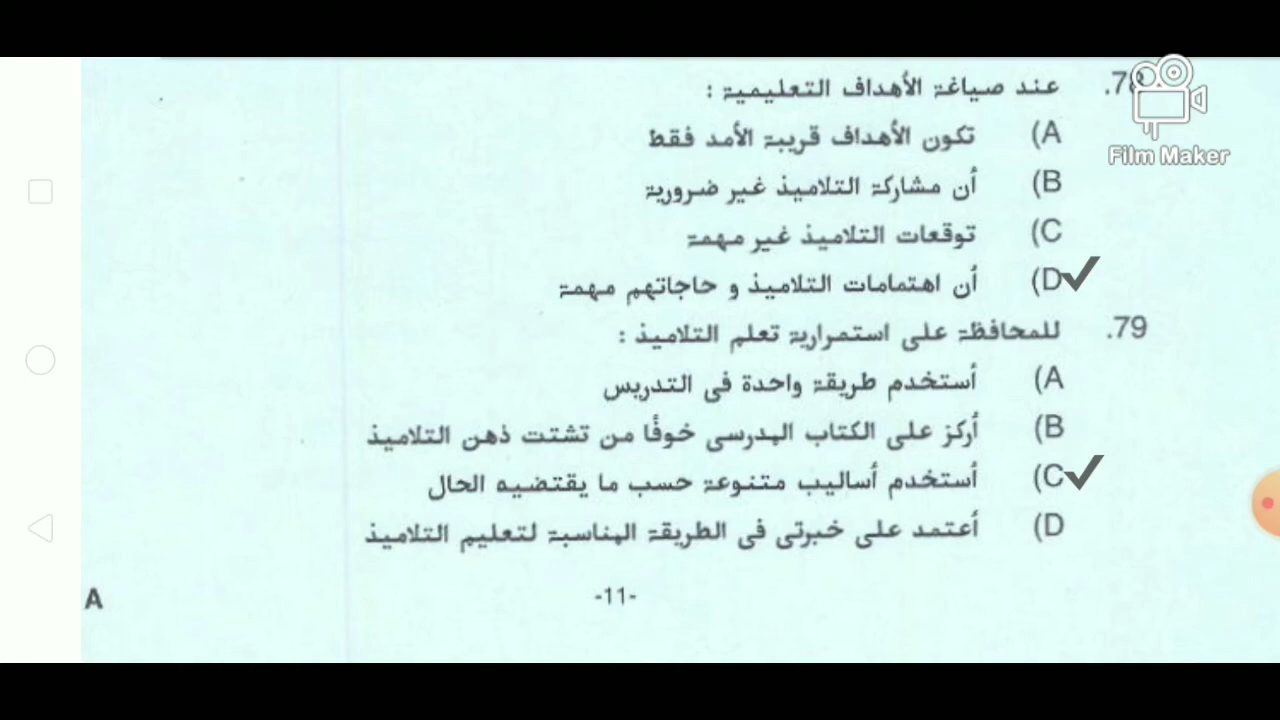 78. عند صياغة الأهداف التعليمية :
(A تكون الأهداف قريبة الأمد فقط
(B أن مشاركة التلاميذ غير ضرورية
(C توقعات التلاميذ غير مهمة
(D أن اهتمامات التلاميذ و حاجاتهم مهمة
79. للمحافظة على استمرارية تعلم التلاميذ :
(A أستخدم طريقة واحدة فى التدريس
(B أركز على الكتاب المدرسى خوفًا من تشتت ذهن التلاميذ
(C أستخدم أساليب متنوعة حسب ما يقتضيه الحال
(D أعتمد على خبرتى فى الطريقة المناسبة لتعليم التلاميذ
-11-
A
Film Maker